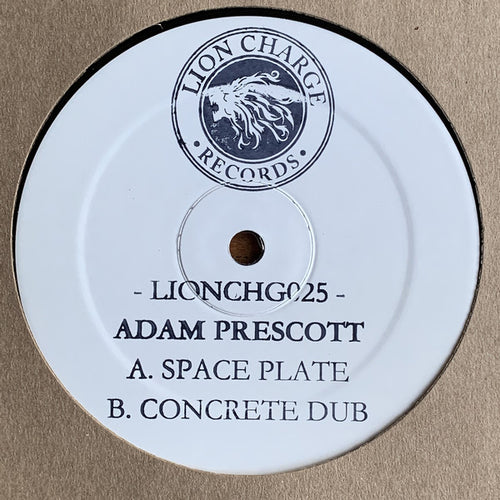 LION CHARGE
• RECORDS •
- LIONCHG025 -
ADAM PRESCOTT
A. SPACE PLATE
B. CONCRETE DUB